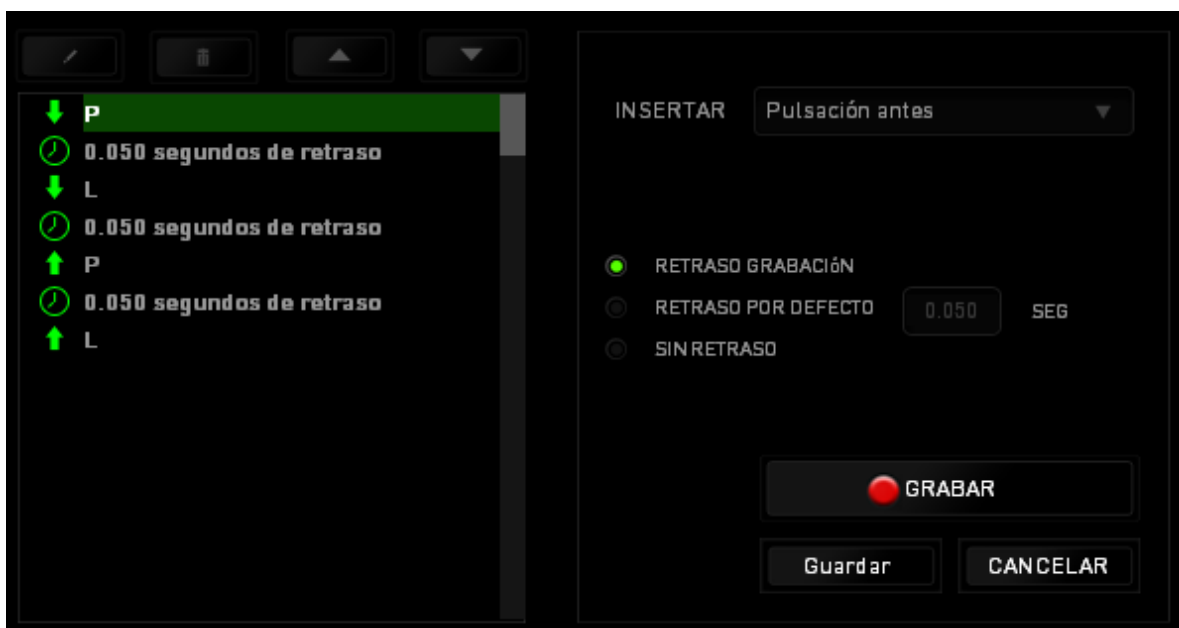 P
0.050 segundos de retraso
L
0.050 segundos de retraso
P
0.050 segundos de retraso
L
INSERTAR Pulsación antes
RETRASO GRABACIóN
RETRASO POR DEFECTO 0.050 SEG
SIN RETRASO
GRABAR
Guardar CANCELAR